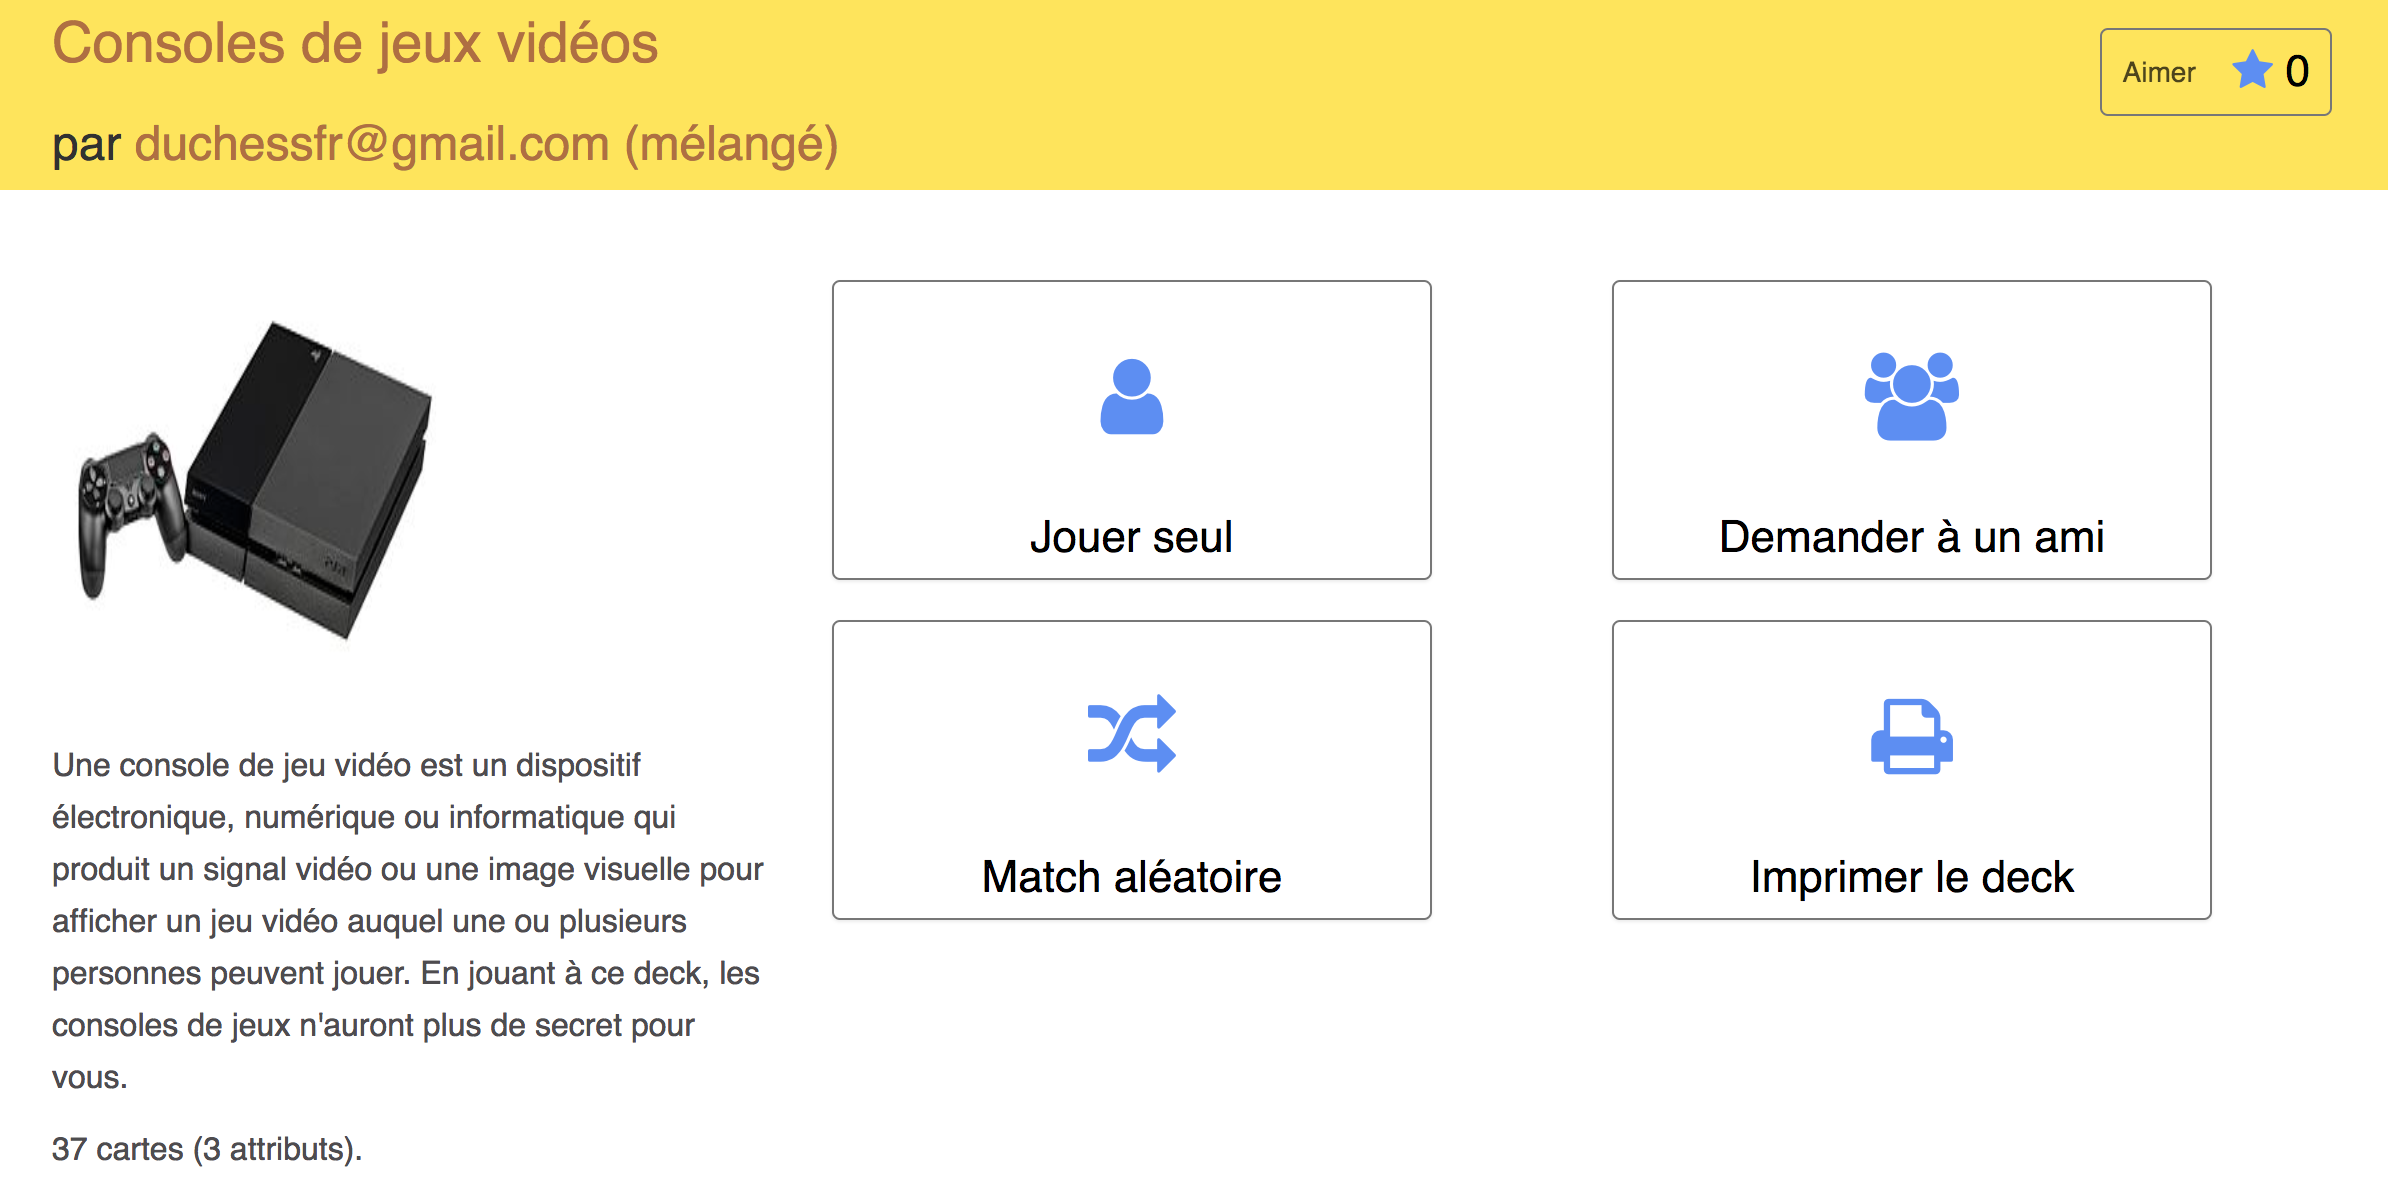 Consoles de jeux vidéos
Aimer 0
par duchessfr@gmail.com (mélangé)
Jouer seul
Demander à un ami
Match aléatoire
Imprimer le deck
Une console de jeu vidéo est un dispositif
électronique, numérique ou informatique qui
produit un signal vidéo ou une image visuelle pour
afficher un jeu vidéo auquel une ou plusieurs
personnes peuvent jouer. En jouant à ce deck, les
consoles de jeux n'auront plus de secret pour
vous.
37 cartes (3 attributs).